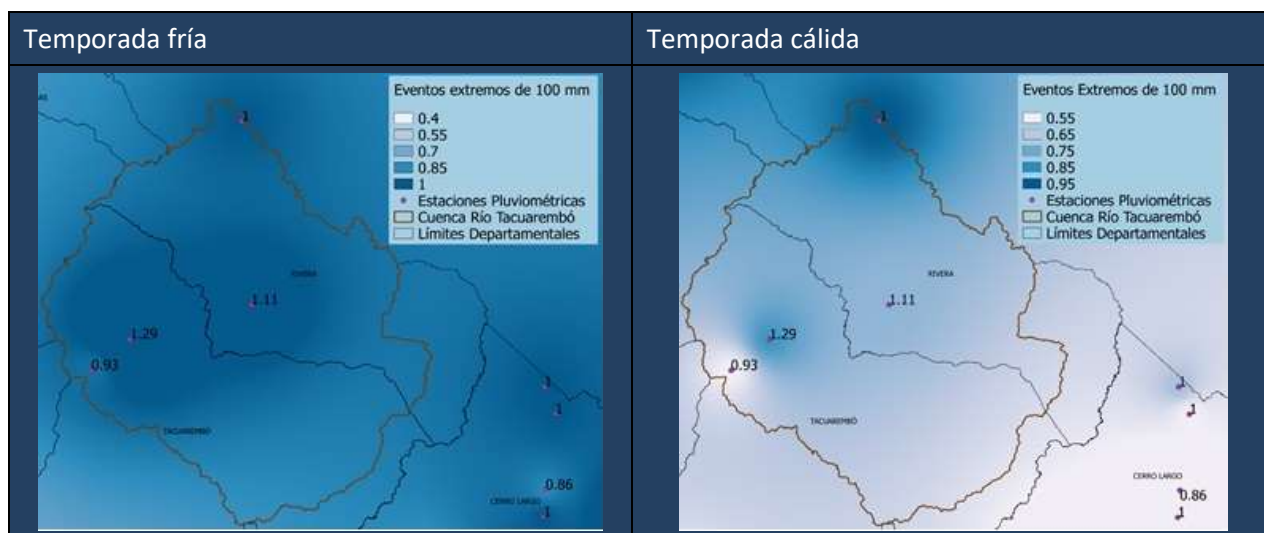 Temporada fría
Temporada cálida
Eventos extremos de 100 mm
0.4
0.55
0.7
0.85
1
Estaciones Pluviométricas
Cuenca Río Tacuarembó
Límites Departamentales
1
RIVERA
1.11
1.29
0.93
1
1
TACUAREMBÓ
0.86
CERRO LARGO
1
Eventos Extremos de 100 mm
0.55
0.65
0.75
0.85
0.95
Estaciones Pluviométricas
Cuenca Río Tacuarembó
Límites Departamentales
1
RIVERA
1.11
1.29
0.93
1
1
TACUAREMBÓ
CERRO LARGO
0.86
1